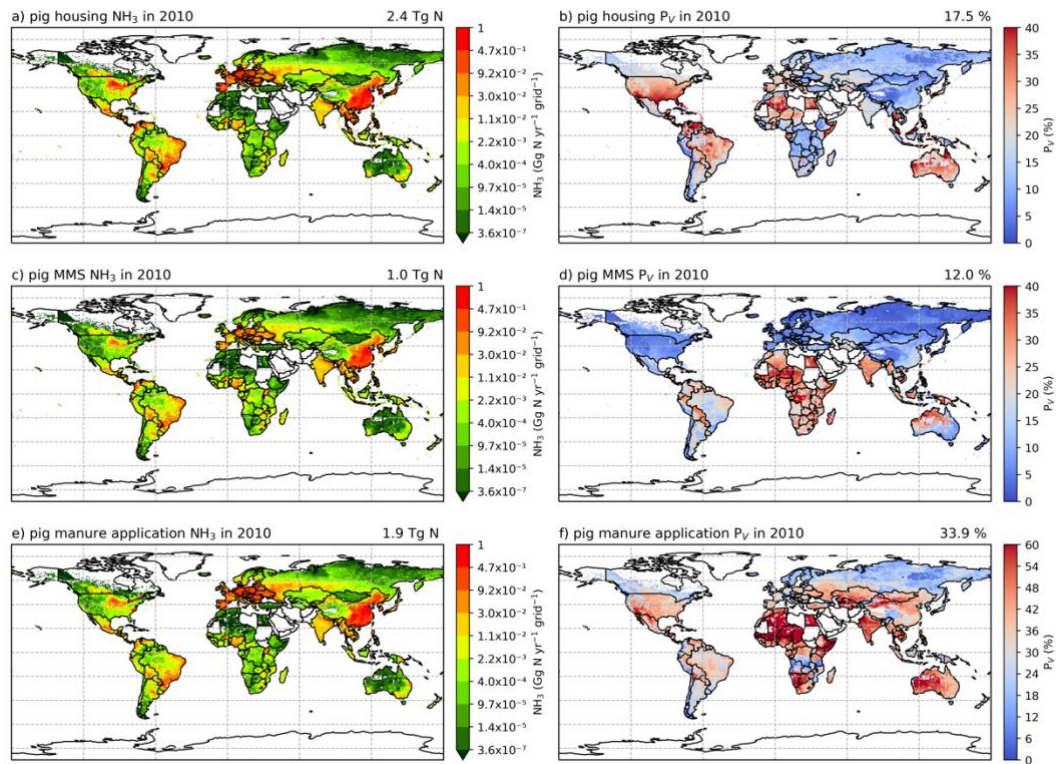 a) pig housing NH₃ in 2010 2.4 Tg N
1
4.7x10⁻¹
9.2x10⁻²
3.0x10⁻²
1.1x10⁻²
2.2x10⁻³
4.0x10⁻⁴
9.7x10⁻⁵
1.4x10⁻⁵
3.6x10⁻⁷
NH₃ (Gg N yr⁻¹ grid⁻¹)
b) pig housing Pᵥ in 2010 17.5 %
40
35
30
25
20
15
10
5
0
Pᵥ (%)
c) pig MMS NH₃ in 2010 1.0 Tg N
1
4.7x10⁻¹
9.2x10⁻²
3.0x10⁻²
1.1x10⁻²
2.2x10⁻³
4.0x10⁻⁴
9.7x10⁻⁵
1.4x10⁻⁵
3.6x10⁻⁷
NH₃ (Gg N yr⁻¹ grid⁻¹)
d) pig MMS Pᵥ in 2010 12.0 %
40
35
30
25
20
15
10
5
0
Pᵥ (%)
e) pig manure application NH₃ in 2010 1.9 Tg N
1
4.7x10⁻¹
9.2x10⁻²
3.0x10⁻²
1.1x10⁻²
2.2x10⁻³
4.0x10⁻⁴
9.7x10⁻⁵
1.4x10⁻⁵
3.6x10⁻⁷
NH₃ (Gg N yr⁻¹ grid⁻¹)
f) pig manure application Pᵥ in 2010 33.9 %
60
54
48
42
36
30
24
18
12
6
0
Pᵥ (%)